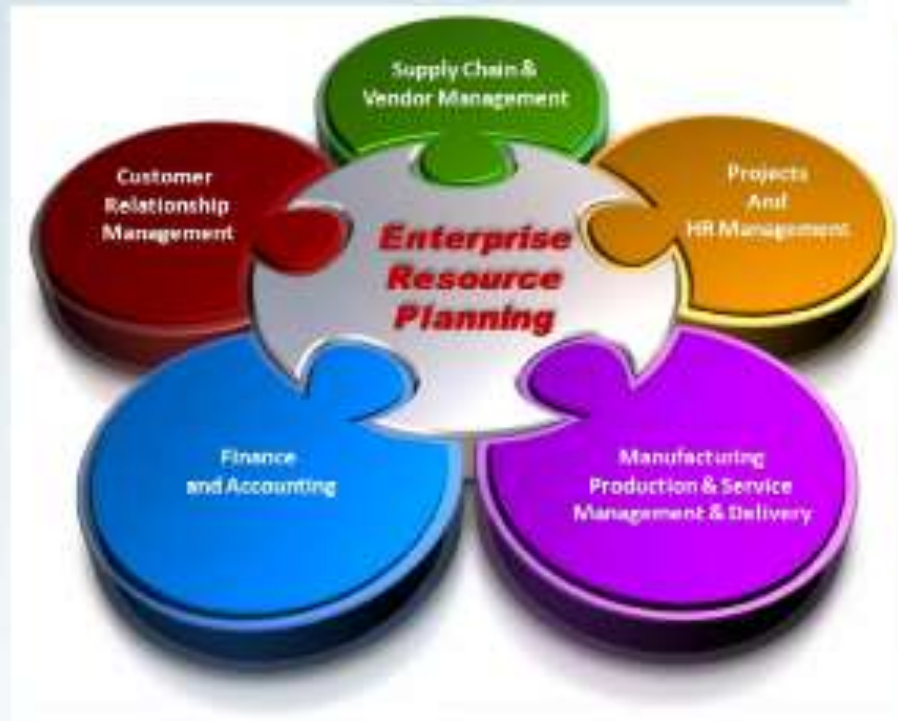 Supply Chain &
Vendor Management
Customer
Relationship
Management
Projects
And
HR Management
Enterprise
Resource
Planning
Finance
and Accounting
Manufacturing
Production & Service
Management & Delivery